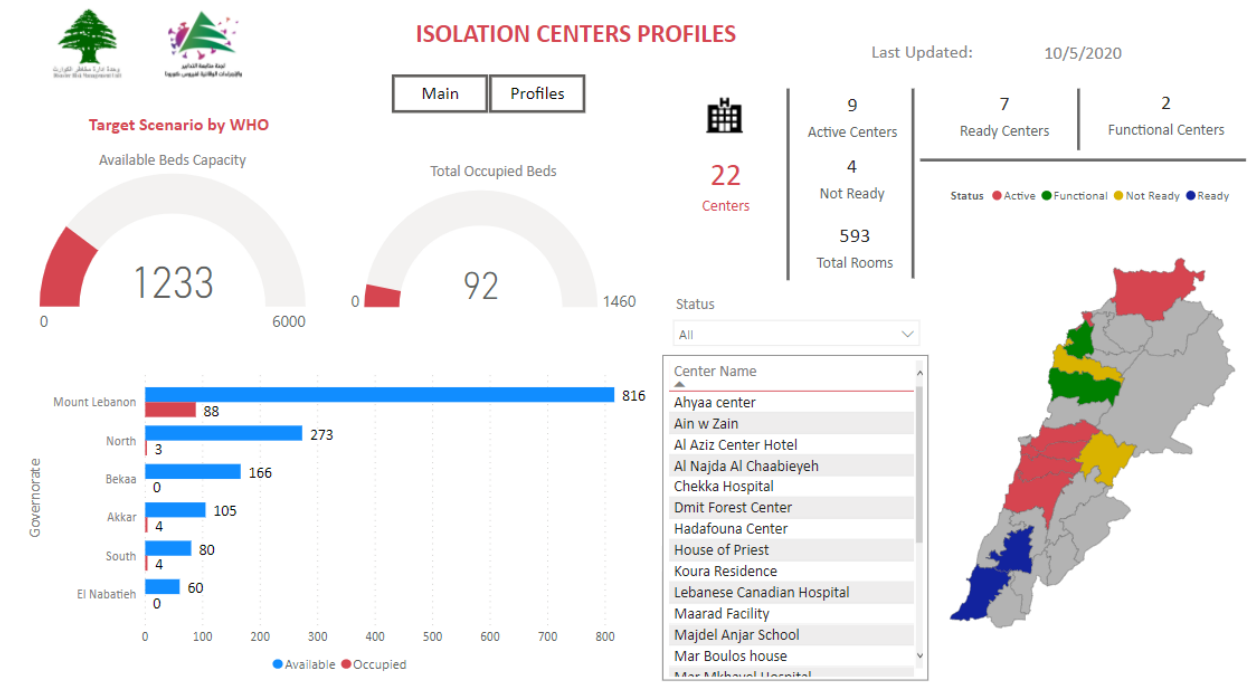 ISOLATION CENTERS PROFILES
Last Updated: 10/5/2020
Main
Profiles
Target Scenario by WHO
Available Beds Capacity
1233
0
6000
Total Occupied Beds
92
0
1460
22
Centers
9
Active Centers
4
Not Ready
593
Total Rooms
7
Ready Centers
2
Functional Centers
Status Active Functional Not Ready Ready
Status
All
Center Name
Ahyaa center
Ain w Zain
Al Aziz Center Hotel
Al Najda Al Chaabieyeh
Chekka Hospital
Dmit Forest Center
Hadafouna Center
House of Priest
Koura Residence
Lebanese Canadian Hospital
Maarad Facility
Majdel Anjar School
Mar Boulos house
Mar Mkhayel Hospital
Governorate
Mount Lebanon
816
88
North
273
3
Bekaa
166
0
Akkar
105
4
South
80
4
El Nabatieh
60
0
0 100 200 300 400 500 600 700 800
Available Occupied